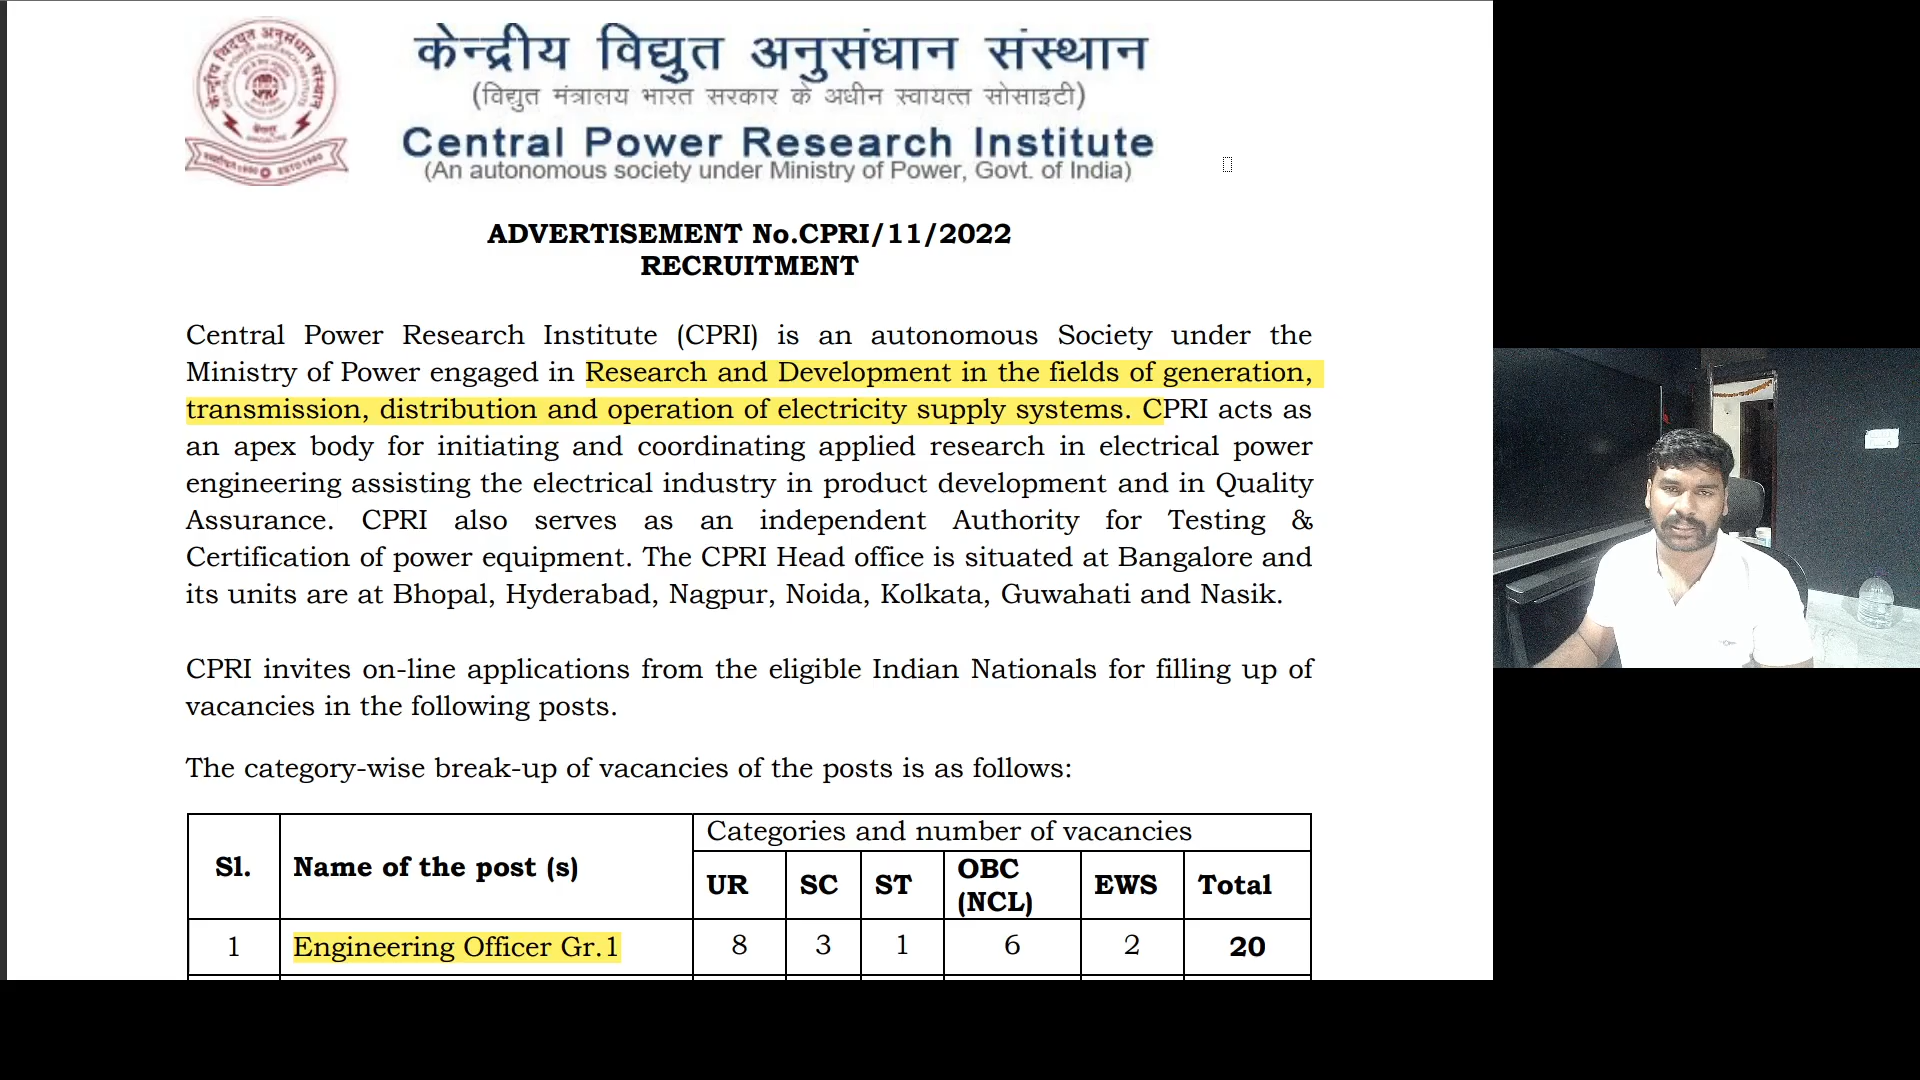 केन्द्रीय विद्युत अनुसंधान संस्थान
(विद्युत मंत्रालय भारत सरकार के अधीन स्वायत्त सोसाइटी)
Central Power Research Institute
(An autonomous society under Ministry of Power, Govt. of India)
ADVERTISEMENT No.CPRI/11/2022
RECRUITMENT
Central Power Research Institute (CPRI) is an autonomous Society under the
Ministry of Power engaged in Research and Development in the fields of generation,
transmission, distribution and operation of electricity supply systems. CPRI acts as
an apex body for initiating and coordinating applied research in electrical power
engineering assisting the electrical industry in product development and in Quality
Assurance. CPRI also serves as an independent Authority for Testing &
Certification of power equipment. The CPRI Head office is situated at Bangalore and
its units are at Bhopal, Hyderabad, Nagpur, Noida, Kolkata, Guwahati and Nasik.
CPRI invites on-line applications from the eligible Indian Nationals for filling up of
vacancies in the following posts.
The category-wise break-up of vacancies of the posts is as follows:
Categories and number of vacancies
Sl. Name of the post (s) UR SC ST OBC (NCL) EWS Total
1 Engineering Officer Gr.1 8 3 1 6 2 20